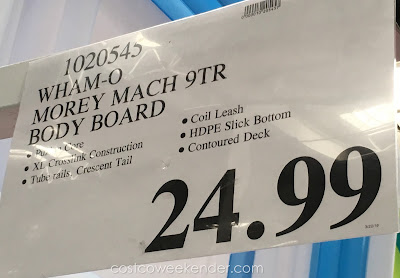 1020545
WHAM-O
MOREY MACH 9TR
BODY BOARD
• Core
• XL Crosslink Construction
• Tube rails, Crescent Tail
• Coil Leash
• HDPE Slick Bottom
• Contoured Deck
24.99
costcoweekender.com